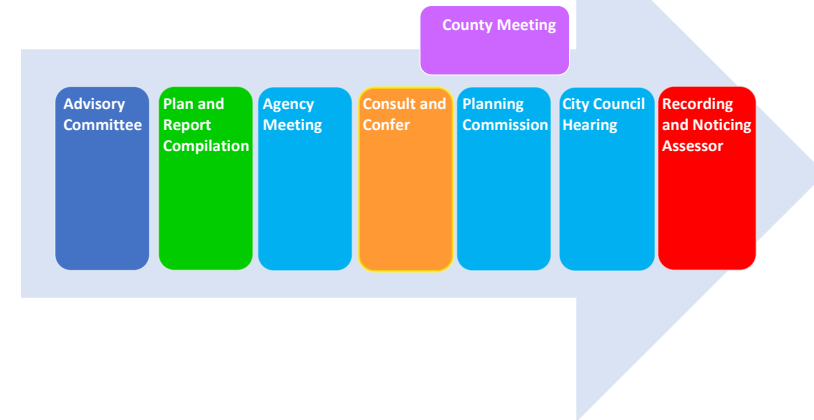 County Meeting
Advisory
Committee
Plan and
Report
Compilation
Agency
Meeting
Consult and
Confer
Planning
Commission
City Council
Hearing
Recording
and Noticing
Assessor